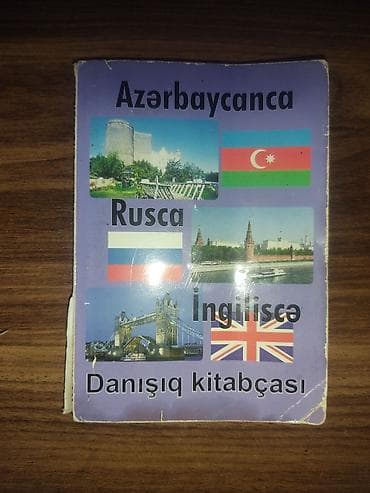 Azərbaycanca
Rusca
İngiliscə
Danışıq kitabçası